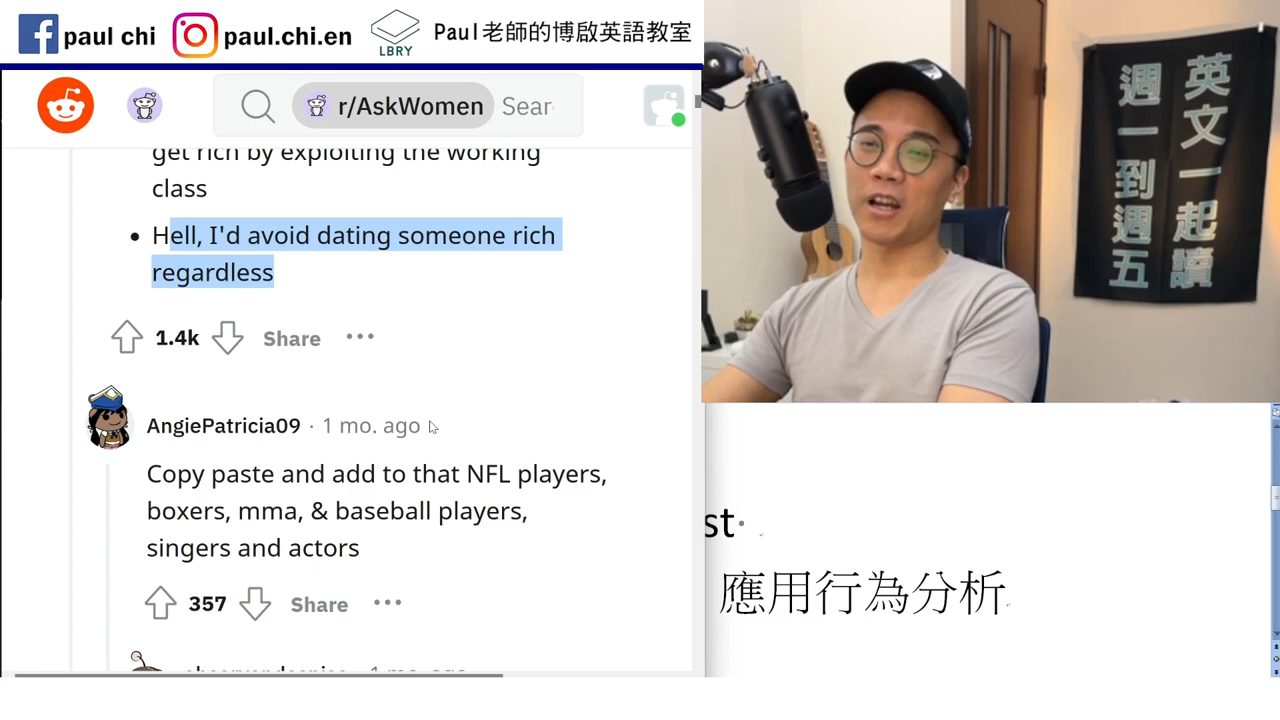 paul chi
paul.chi.en
LBRY
Paul老師的博啟英語教室
r/AskWomen
Sear
get rich by exploiting the working
class
Hell, I'd avoid dating someone rich
regardless
1.4k
Share
AngiePatricia09 · 1 mo. ago
Copy paste and add to that NFL players,
boxers, mma, & baseball players,
singers and actors
357
Share
1 mo. ago
英文一起讀
週一到週五
st
應用行為分析